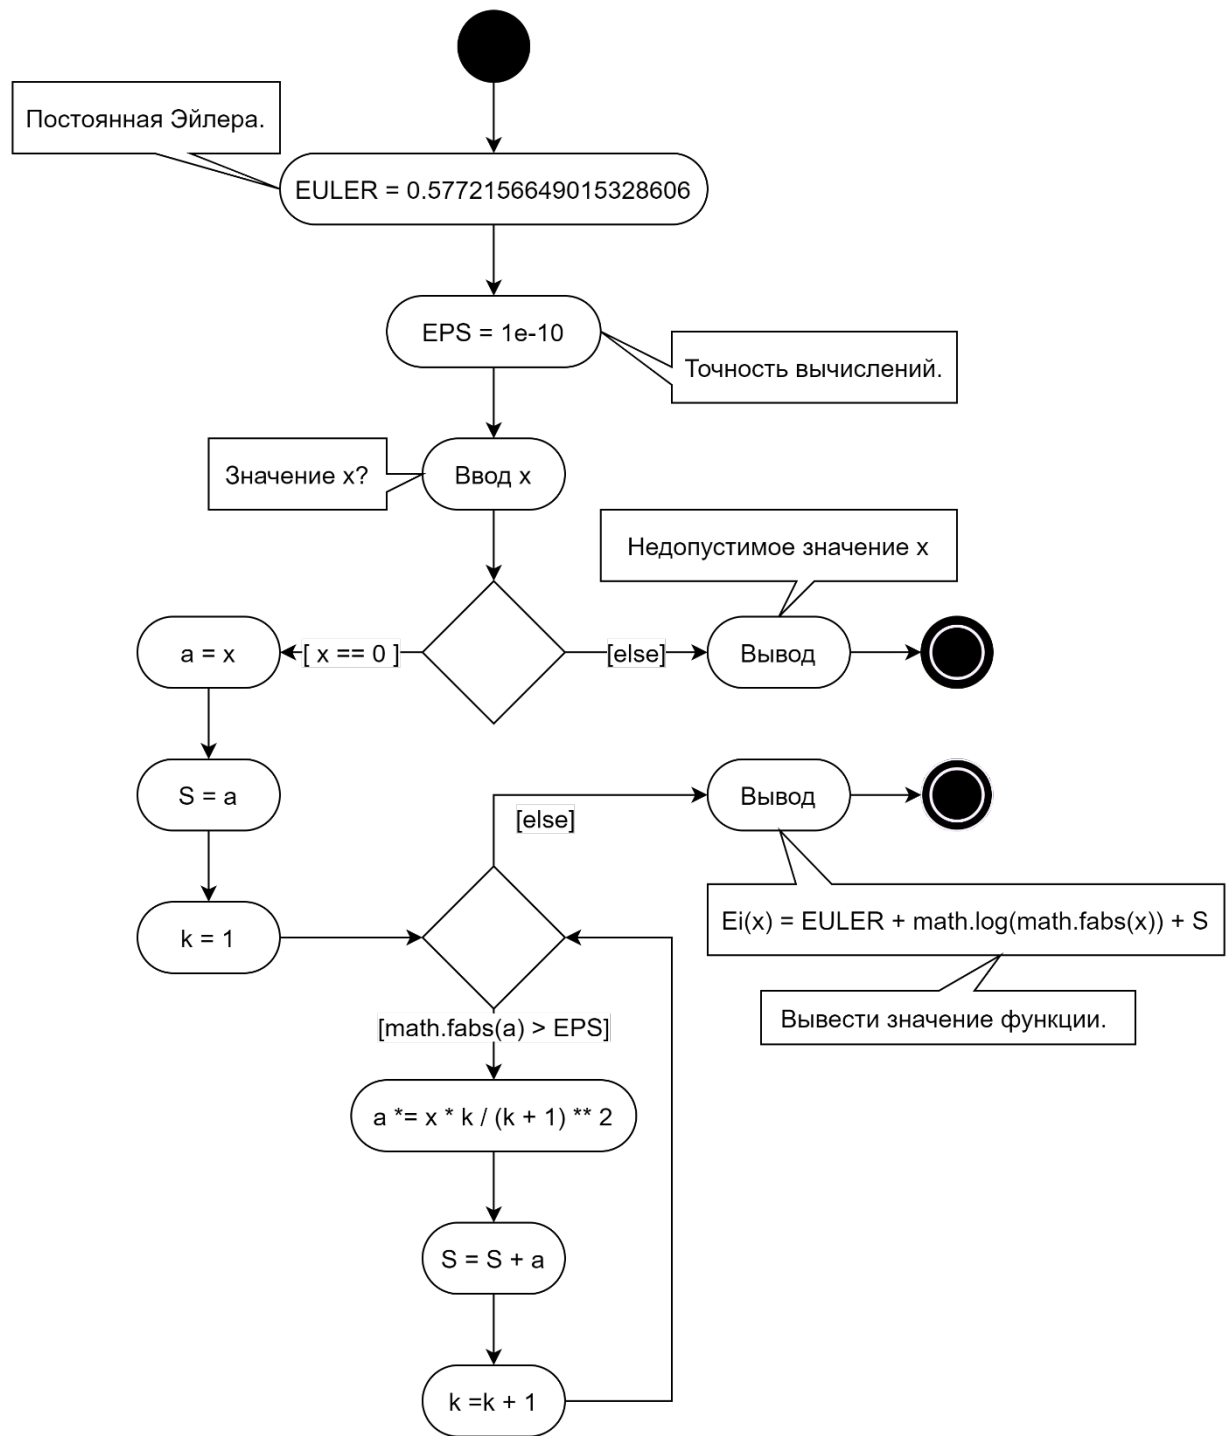 Постоянная Эйлера.
EULER = 0.5772156649015328606
EPS = 1e-10
Точность вычислений.
Значение x?
Ввод x
Недопустимое значение x
a = x
[ x == 0 ]
[else]
Вывод
S = a
Вывод
[else]
Ei(x) = EULER + math.log(math.fabs(x)) + S
k = 1
Вывести значение функции.
[math.fabs(a) > EPS]
a *= x * k / (k + 1) ** 2
S = S + a
k =k + 1